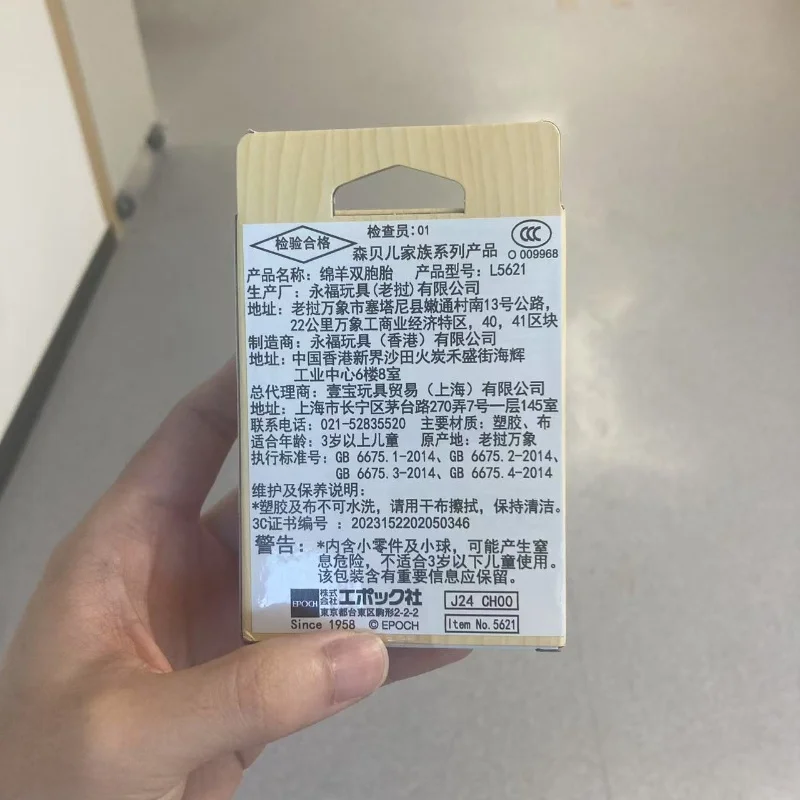 检查员:01
检验合格
CCC
森贝儿家族系列产品
O 009968
产品名称: 绵羊双胞胎 产品型号: L5621
生产厂: 永福玩具(老挝)有限公司
地址: 老挝万象市塞塔尼县嫩通村南13号公路,
22公里万象工商业经济特区, 40, 41区块
制造商: 永福玩具(香港)有限公司
地址: 中国香港新界沙田火炭禾盛街海辉
工业中心6楼8室
总代理商: 壹宝玩具贸易(上海)有限公司
地址: 上海市长宁区茅台路270弄7号一层145室
联系电话: 021-52835520 主要材质: 塑胶、布
适合年龄: 3岁以上儿童 原产地: 老挝万象
执行标准号: GB 6675.1-2014、GB 6675.2-2014、
GB 6675.3-2014、GB 6675.4-2014
维护及保养说明:
*塑胶及布不可水洗, 请用干布擦拭, 保持清洁。
3C证书编号 : 2023152202050346
警告: *内含小零件及小球, 可能产生窒
息危险, 不适合3岁以下儿童使用。
该包装含有重要信息应保留。
EPOCH 株式会社エポック社
東京都台東区駒形2-2-2
Since 1958 © EPOCH
J24 CH00
Item No.5621